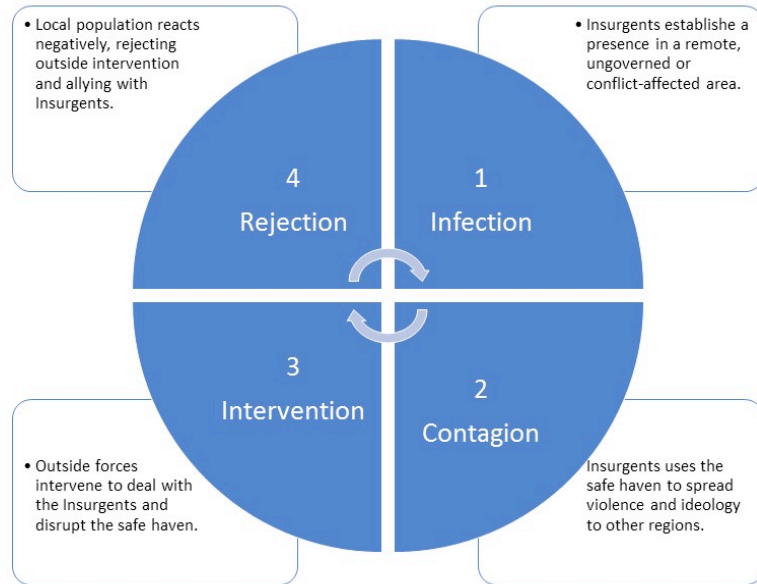 • Local population reacts
negatively, rejecting
outside intervention
and allying with
Insurgents.
• Insurgents establishe a
presence in a remote,
ungoverned or
conflict-affected area.
4
Rejection
1
Infection
3
Intervention
2
Contagion
• Outside forces
intervene to deal with
the Insurgents and
disrupt the safe haven.
Insurgents uses the
safe haven to spread
violence and ideology
to other regions.